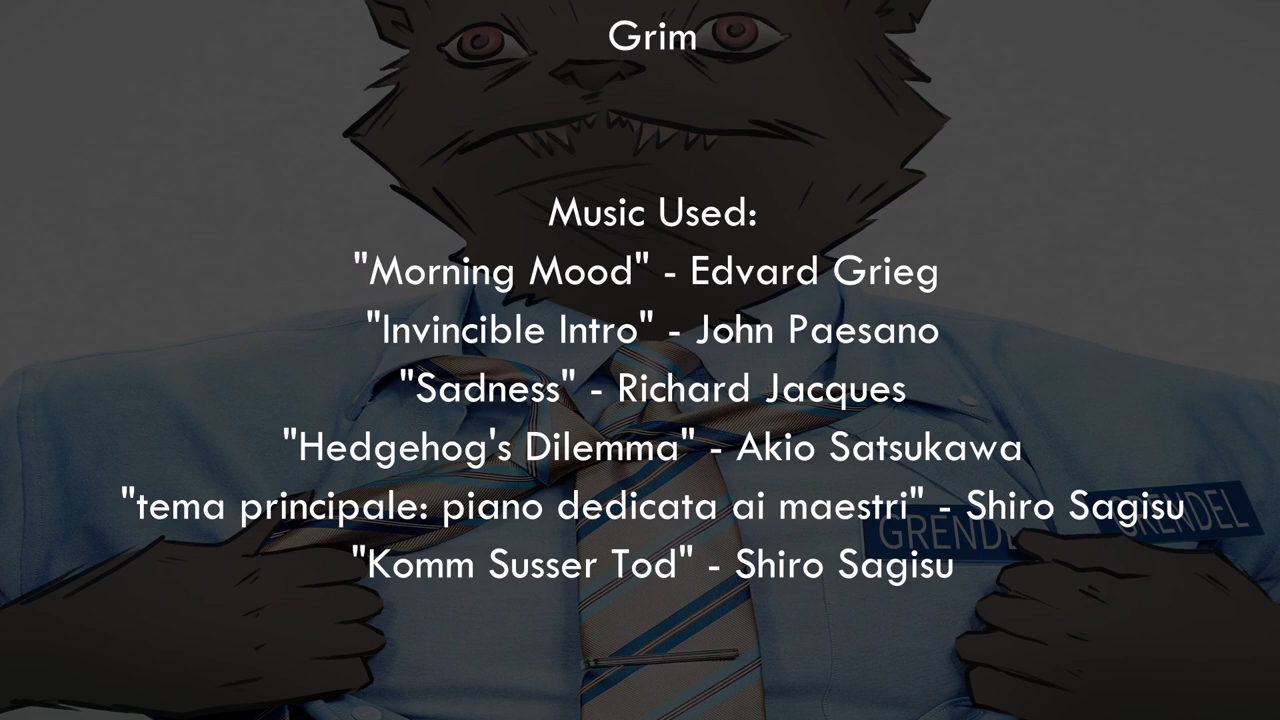 Grim
Music Used:
"Morning Mood" - Edvard Grieg
"Invincible Intro" - John Paesano
"Sadness" - Richard Jacques
"Hedgehog's Dilemma" - Akio Satsukawa
"tema principale: piano dedicata ai maestri" - Shiro Sagisu
"Komm Susser Tod" - Shiro Sagisu
GRENDEL
GRENDEL